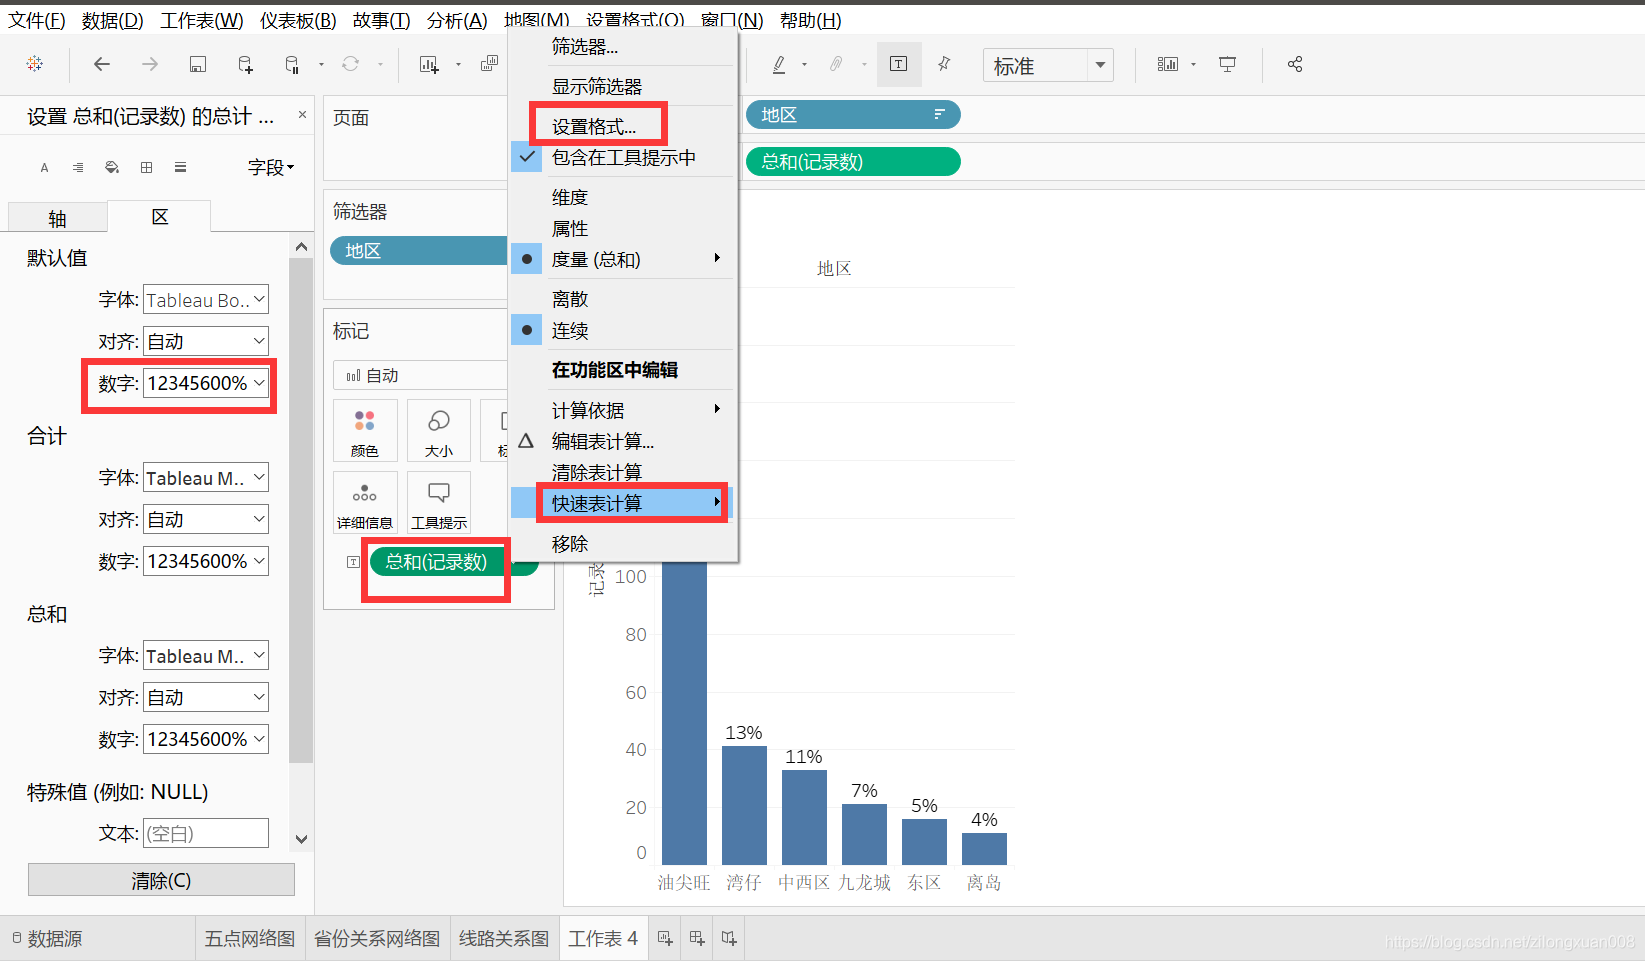 文件(F) 数据(D) 工作表(W) 仪表板(B) 故事(T) 分析(A) 地图(M) 设置格式(O) 窗口(N) 帮助(H)
标准
设置 总和(记录数) 的总计 ...
字段
轴
区
默认值
字体: Tableau Bo..
对齐: 自动
数字: 12345600%
合计
字体: Tableau M..
对齐: 自动
数字: 12345600%
总和
字体: Tableau M..
对齐: 自动
数字: 12345600%
特殊值 (例如: NULL)
文本: (空白)
清除(C)
页面
筛选器
地区
标记
自动
颜色
大小
详细信息
工具提示
总和(记录数)
筛选器...
显示筛选器
设置格式...
包含在工具提示中
维度
属性
度量 (总和)
离散
连续
在功能区中编辑
计算依据
编辑表计算...
清除表计算
快速表计算
移除
地区
总和(记录数)
地区
记录
100
80
60
40
20
0
13%
11%
7%
5%
4%
油尖旺 湾仔 中西区 九龙城 东区 离岛
数据源 五点网络图 省份关系网络图 线路关系图 工作表 4
https://blog.csdn.net/zilongxuan008